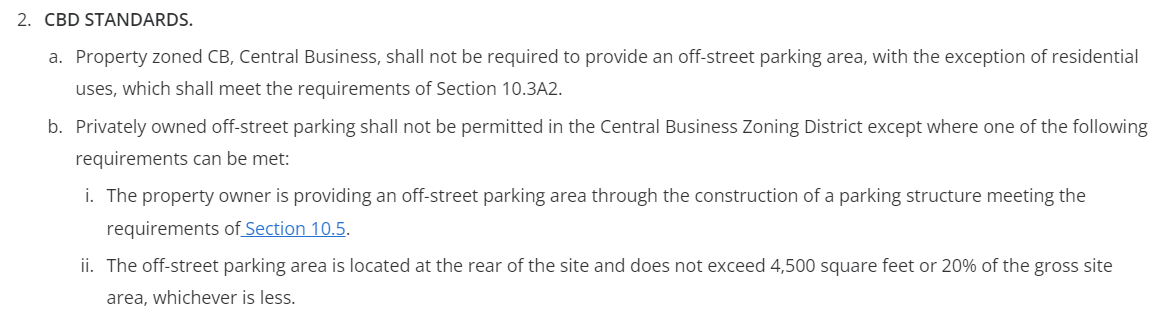 2. CBD STANDARDS.
a. Property zoned CB, Central Business, shall not be required to provide an off-street parking area, with the exception of residential
uses, which shall meet the requirements of Section 10.3A2.
b. Privately owned off-street parking shall not be permitted in the Central Business Zoning District except where one of the following
requirements can be met:
i. The property owner is providing an off-street parking area through the construction of a parking structure meeting the
requirements of Section 10.5.
ii. The off-street parking area is located at the rear of the site and does not exceed 4,500 square feet or 20% of the gross site
area, whichever is less.